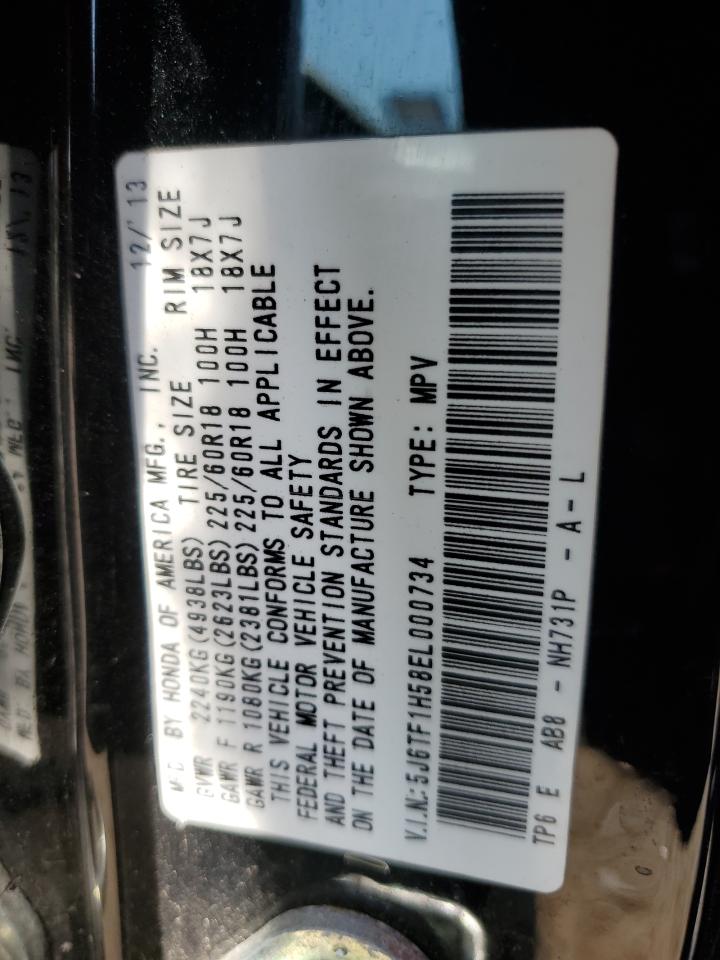 MFD. BY HONDA OF AMERICA MFG., INC. 12/'13
GVWR 2240KG(4938LBS) TIRE SIZE RIM SIZE
GAWR F 1190KG(2623LBS) 225/60R18 100H 18X7J
GAWR R 1080KG(2381LBS) 225/60R18 100H 18X7J
THIS VEHICLE CONFORMS TO ALL APPLICABLE
FEDERAL MOTOR VEHICLE SAFETY
AND THEFT PREVENTION STANDARDS IN EFFECT
ON THE DATE OF MANUFACTURE SHOWN ABOVE.
V.I.N.: 5J6TF1H58EL000734 TYPE: MPV
TP6 E AB8 - NH731P - A - L